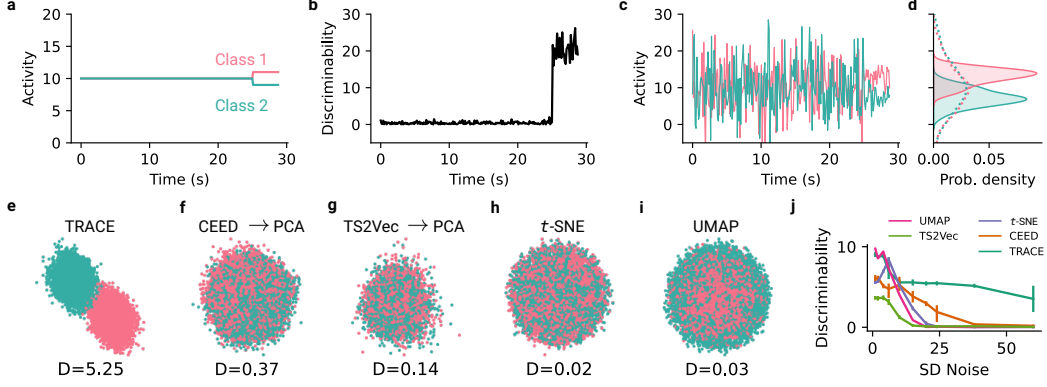 a
Activity
20
15
10
5
0
Class 1
Class 2
0
10
20
30
Time (s)
b
Discriminability
30
20
10
0
0
10
20
30
Time (s)
c
Activity
30
20
10
0
0
10
20
30
Time (s)
d
0.00
0.05
Prob. density
e
TRACE
D=5.25
f
CEED → PCA
D=0.37
g
TS2Vec → PCA
D=0.14
h
t-SNE
D=0.02
i
UMAP
D=0.03
j
UMAP
TS2Vec
t-SNE
CEED
TRACE
Discriminability
10
0
0
25
50
SD Noise